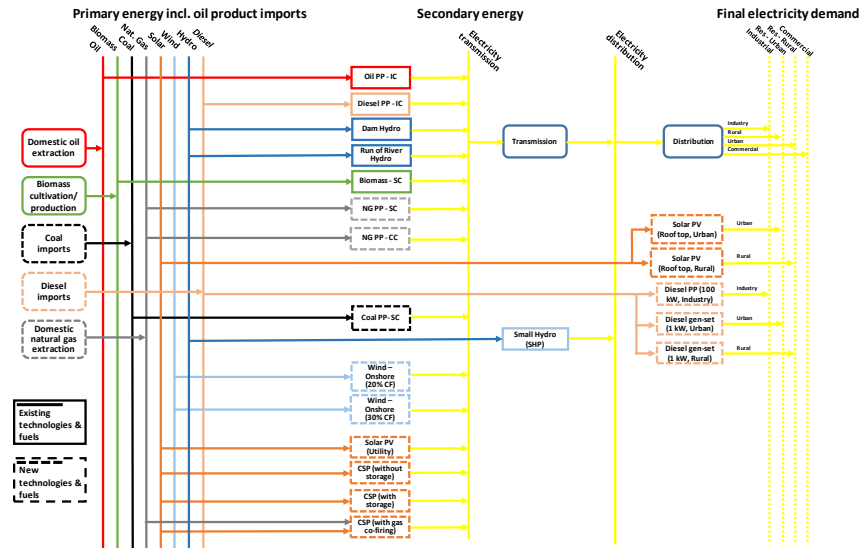 Primary energy incl. oil product imports
Secondary energy
Final electricity demand
Oil
Biomass
Coal
Nat. Gas
Solar
Wind
Hydro
Diesel
Electricity
transmission
Electricity
distribution
Industrial
Res - Urban
Res - Rural
Commercial
Domestic oil
extraction
Biomass
cultivation/
production
Coal
imports
Diesel
imports
Domestic
natural gas
extraction
Existing
technologies &
fuels
New
technologies &
fuels
Oil PP - IC
Diesel PP - IC
Dam Hydro
Run of River
Hydro
Biomass - SC
NG PP - SC
NG PP - CC
Coal PP- SC
Wind –
Onshore
(20% CF)
Wind –
Onshore
(30% CF)
Solar PV
(Utility)
CSP (without
storage)
CSP (with
storage)
CSP (with gas
co-firing)
Transmission
Small Hydro
(SHP)
Distribution
Industry
Rural
Urban
Commercial
Solar PV
(Roof top, Urban)
Urban
Solar PV
(Roof top, Rural)
Rural
Diesel PP (100
kW, Industry)
Industry
Diesel gen-set
(1 kW, Urban)
Urban
Diesel gen-set
(1 kW, Rural)
Rural